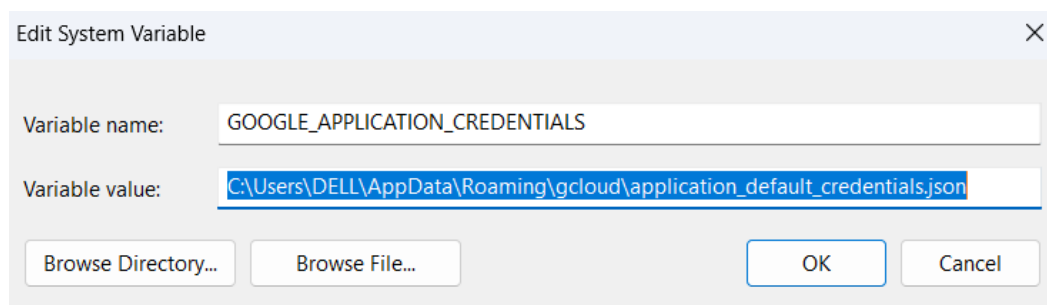 Edit System Variable
Variable name: GOOGLE_APPLICATION_CREDENTIALS
Variable value: C:\Users\DELL\AppData\Roaming\gcloud\application_default_credentials.json
Browse Directory... Browse File... OK Cancel